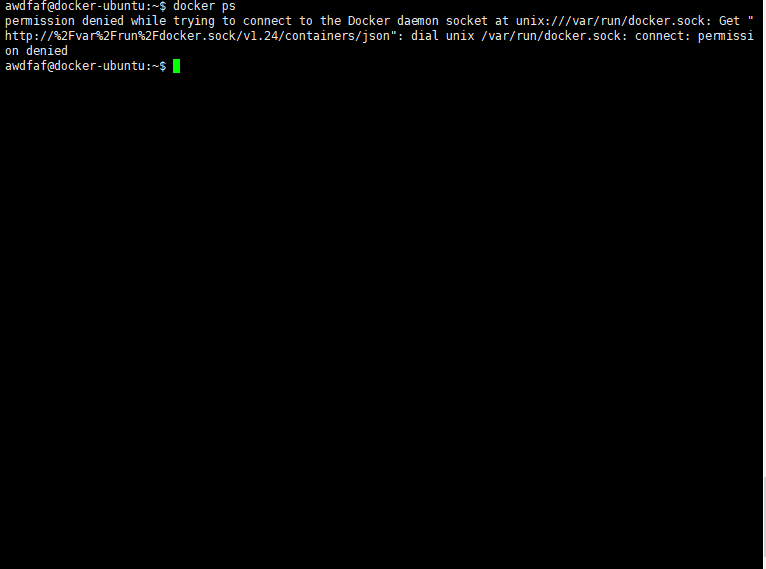 awdfaf@docker-ubuntu:~$ docker ps
permission denied while trying to connect to the Docker daemon socket at unix:///var/run/docker.sock: Get "
http://%2Fvar%2Frun%2Fdocker.sock/v1.24/containers/json": dial unix /var/run/docker.sock: connect: permissi
on denied
awdfaf@docker-ubuntu:~$